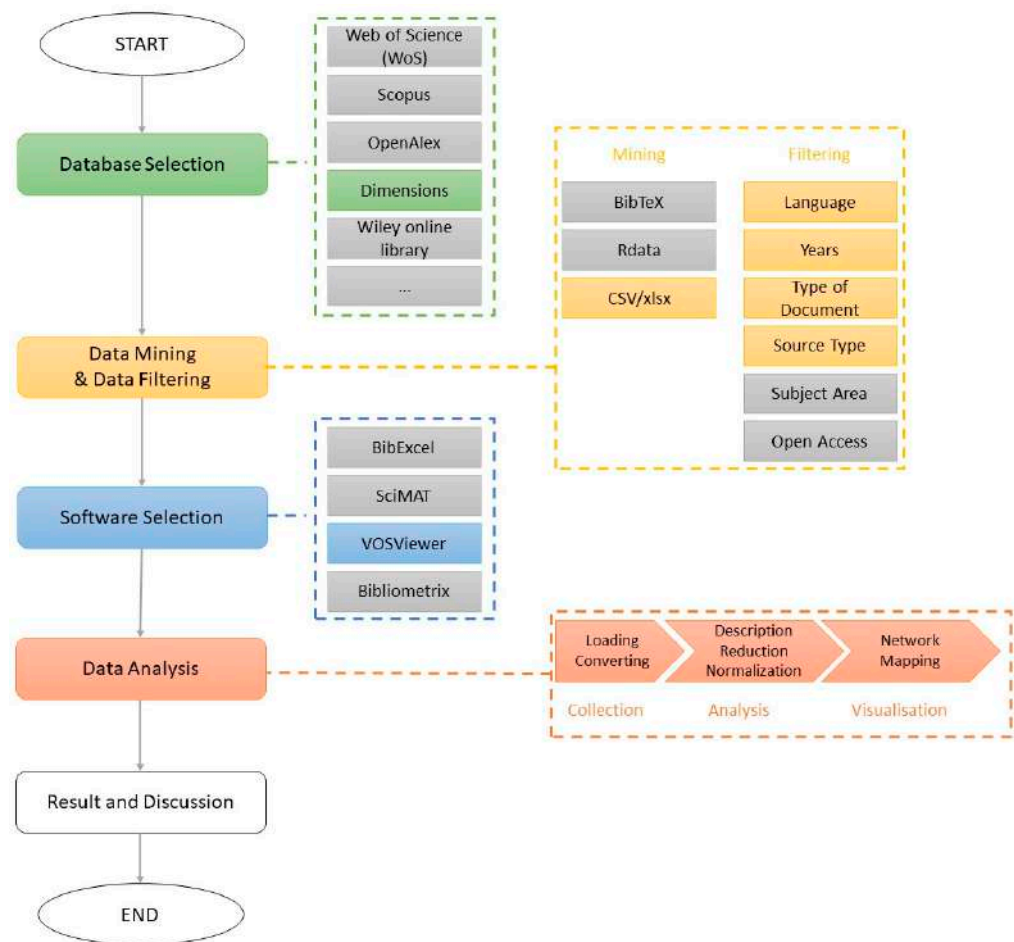 START
Database Selection
Web of Science
(WoS)
Scopus
OpenAlex
Dimensions
Wiley online
library
...
Data Mining
& Data Filtering
Mining
BibTeX
Rdata
CSV/xlsx
Filtering
Language
Years
Type of
Document
Source Type
Subject Area
Open Access
Software Selection
BibExcel
SciMAT
VOSViewer
Bibliometrix
Data Analysis
Loading
Converting
Description
Reduction
Normalization
Network
Mapping
Collection
Analysis
Visualisation
Result and Discussion
END